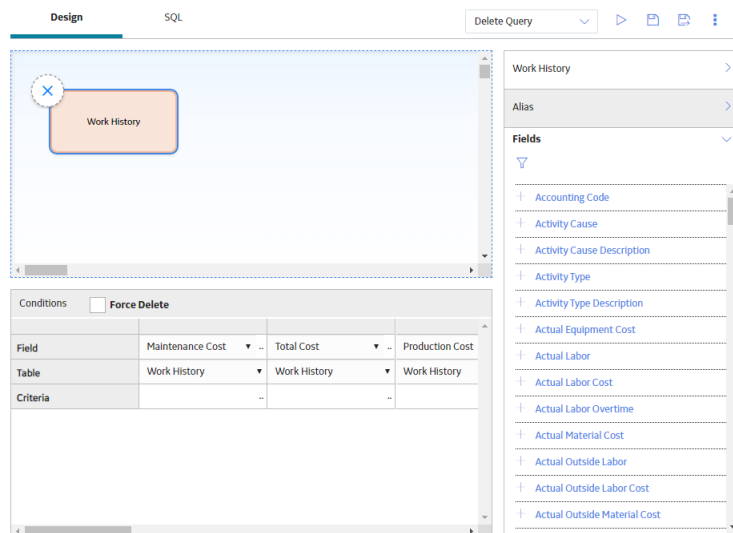 Design SQL Delete Query
Work History
Work History
Alias
Fields
Accounting Code
Activity Cause
Activity Cause Description
Activity Type
Activity Type Description
Actual Equipment Cost
Actual Labor
Actual Labor Cost
Actual Labor Overtime
Actual Material Cost
Actual Outside Labor
Actual Outside Labor Cost
Actual Outside Material Cost
Conditions Force Delete
Field Maintenance Cost .. Total Cost .. Production Cost
Table Work History Work History Work History
Criteria .. ..